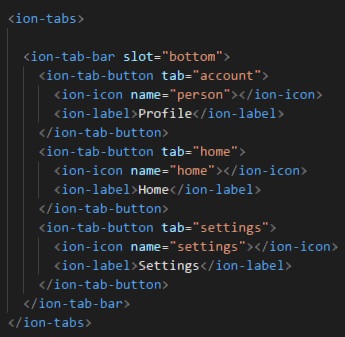 <ion-tabs>
<ion-tab-bar slot="bottom">
<ion-tab-button tab="account">
<ion-icon name="person"></ion-icon>
<ion-label>Profile</ion-label>
</ion-tab-button>
<ion-tab-button tab="home">
<ion-icon name="home"></ion-icon>
<ion-label>Home</ion-label>
</ion-tab-button>
<ion-tab-button tab="settings">
<ion-icon name="settings"></ion-icon>
<ion-label>Settings</ion-label>
</ion-tab-button>
</ion-tab-bar>
</ion-tabs>